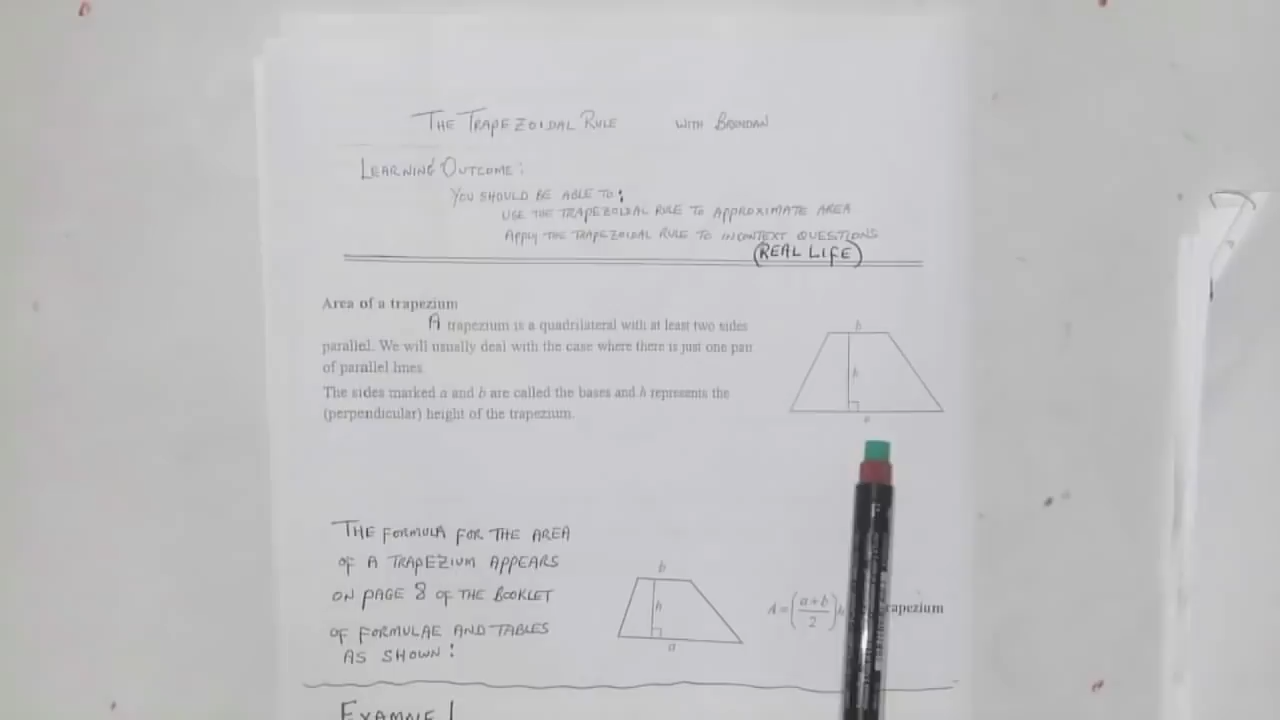 THE TRAPEZOIDAL RULE WITH BRENDAN
LEARNING OUTCOME:
YOU SHOULD BE ABLE TO:
USE THE TRAPEZOIDAL RULE TO APPROXIMATE AREA
APPLY THE TRAPEZOIDAL RULE TO INCONTEXT QUESTIONS
(REAL LIFE)
Area of a trapezium
A trapezium is a quadrilateral with at least two sides
parallel. We will usually deal with the case where there is just one pair
of parallel lines.
The sides marked a and b are called the bases and h represents the
(perpendicular) height of the trapezium.
b
h
a
THE FORMULA FOR THE AREA
OF A TRAPEZIUM APPEARS
ON PAGE 8 OF THE BOOKLET
OF FORMULAE AND TABLES
AS SHOWN:
b
h
a
A = (a+b/2)h rapezium
EXAMPLE 1